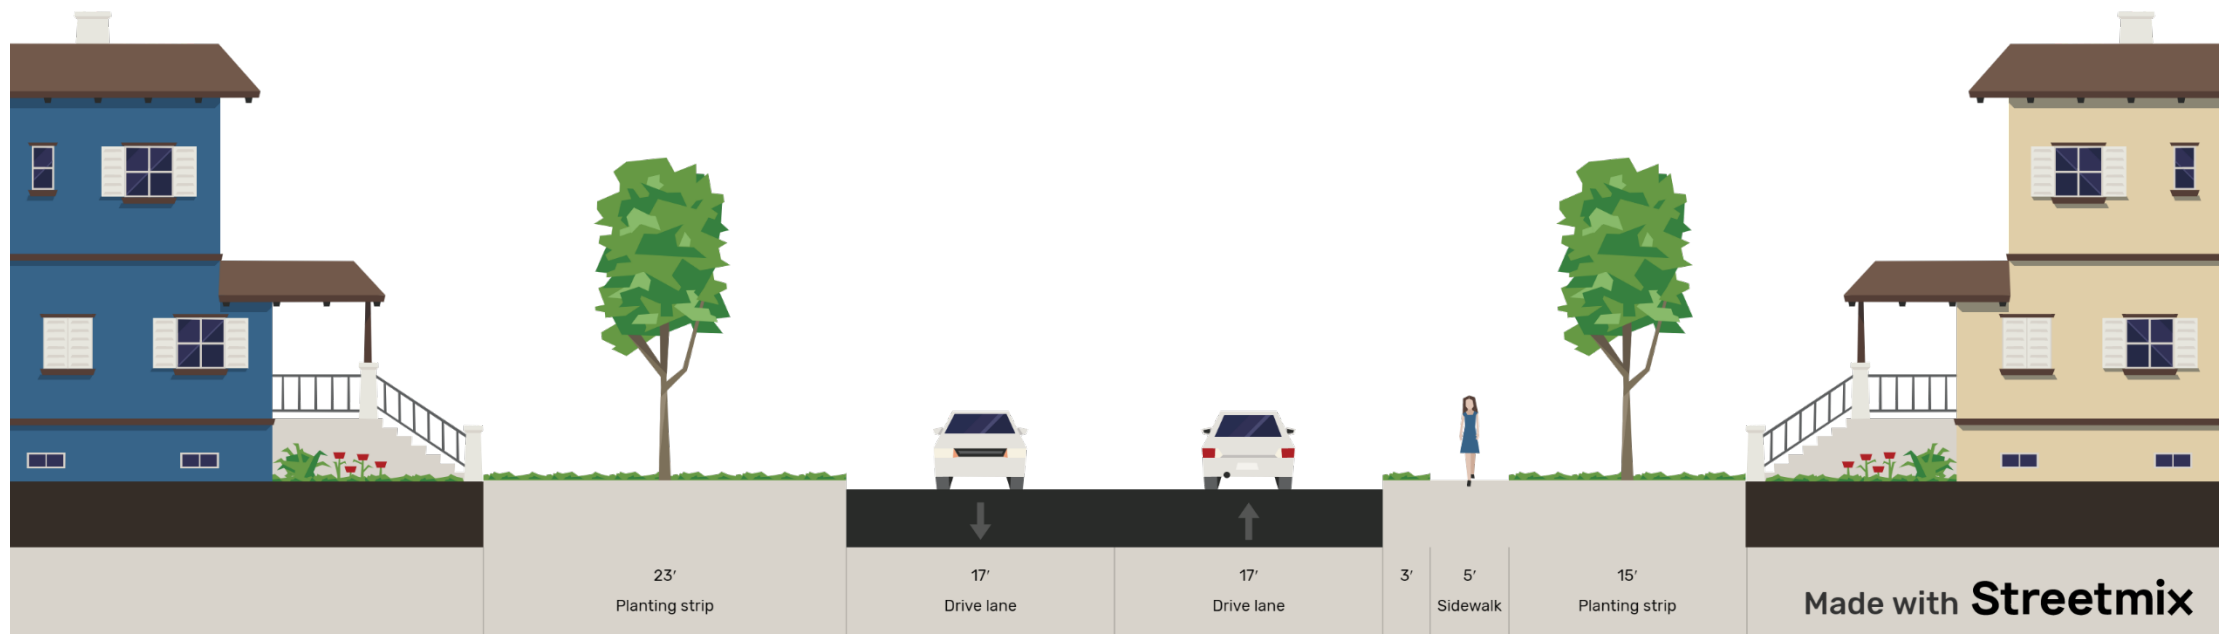 23′
Planting strip
17′
Drive lane
17′
Drive lane
3′
5′
Sidewalk
15′
Planting strip
Made with Streetmix